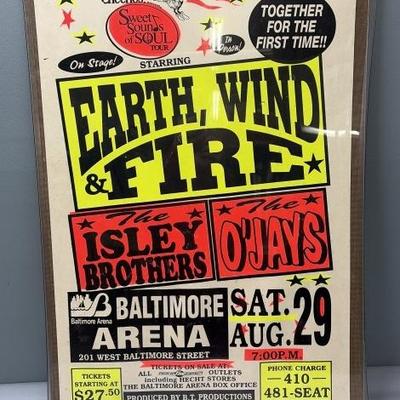 Cheerios
Sweet
Sounds
of SOUL
TOUR
TOGETHER
FOR THE
FIRST TIME!!
On Stage!
In Person!
STARRING
EARTH, WIND
& FIRE
The
ISLEY
BROTHERS
The
O'JAYS
Baltimore Arena
BALTIMORE
ARENA
201 WEST BALTIMORE STREET
SAT.
AUG. 29
7:00P.M.
TICKETS
STARTING AT
$27.50
TICKETS ON SALE AT
ALL OUTLETS
including HECHT STORES
THE BALTIMORE ARENA BOX OFFICE
PRODUCED BY B.T. PRODUCTIONS
PHONE CHARGE
410
481-SEAT